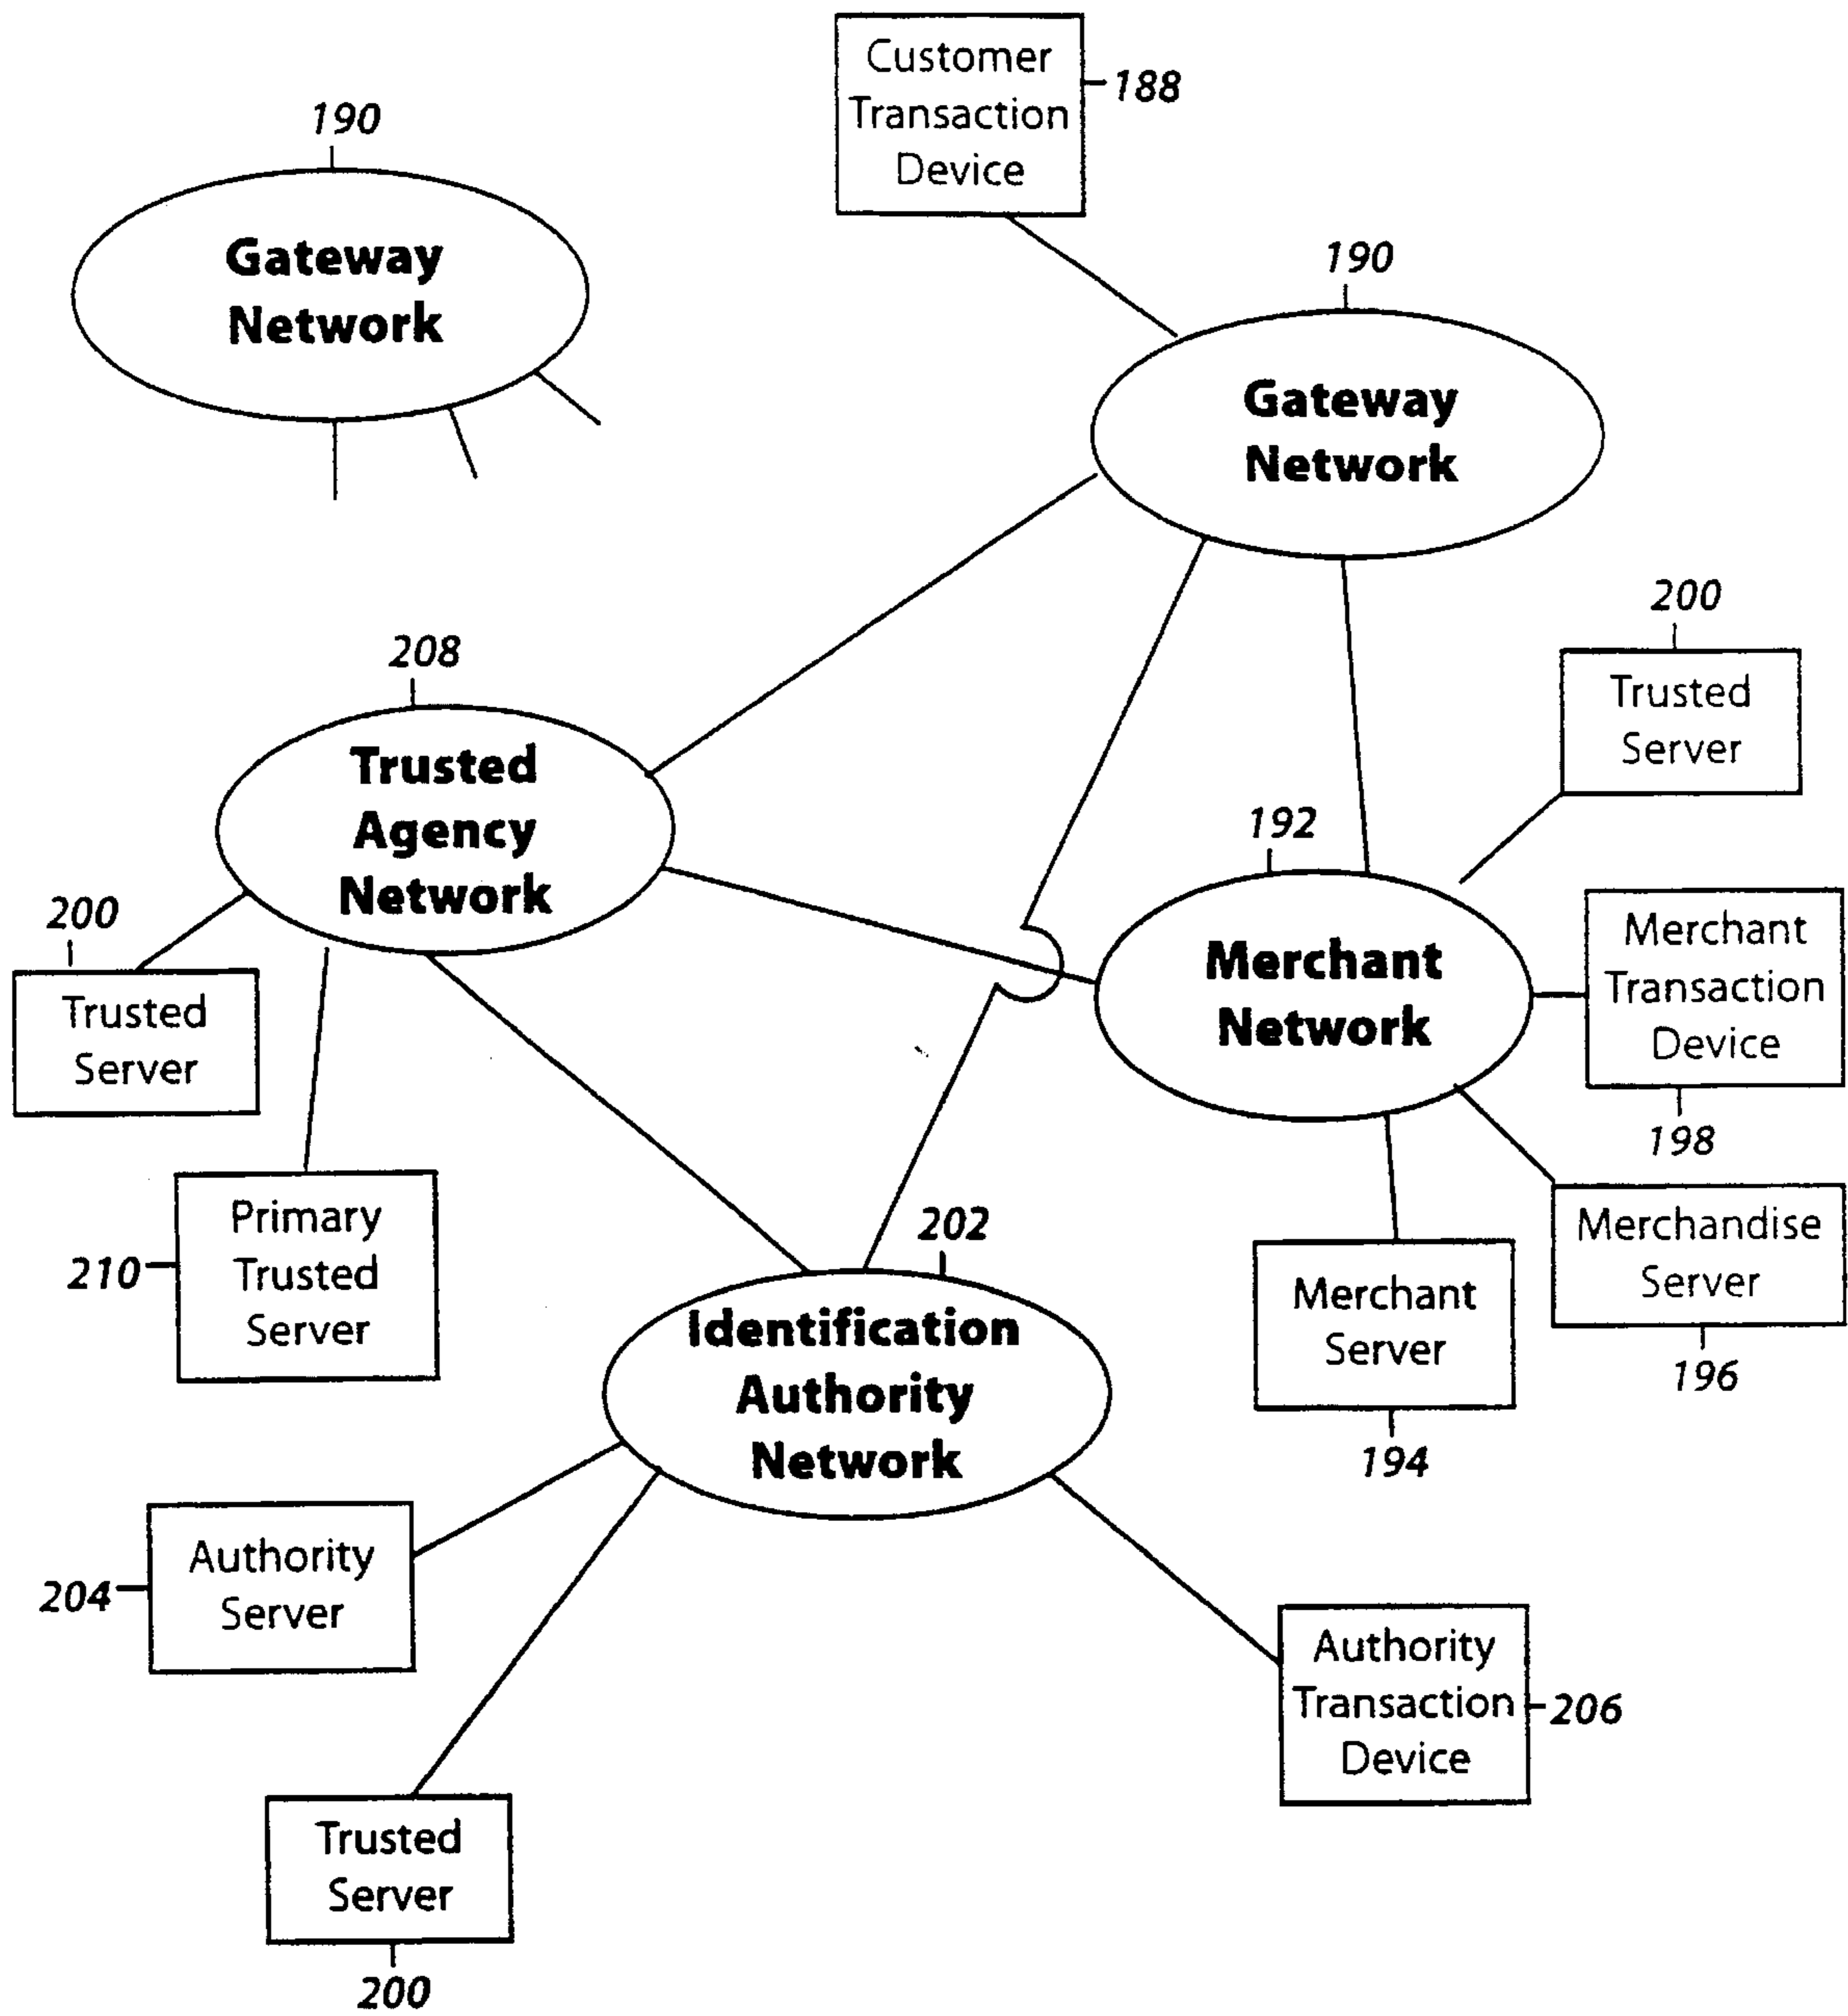 Customer
Transaction
Device
188
190
Gateway
Network
190
Gateway
Network
200
Trusted
Server
208
Trusted
Agency
Network
192
Merchant
Network
Merchant
Transaction
Device
198
200
Trusted
Server
210
Primary
Trusted
Server
Merchandise
Server
196
Merchant
Server
194
202
Identification
Authority
Network
204
Authority
Server
Authority
Transaction
Device
206
Trusted
Server
200